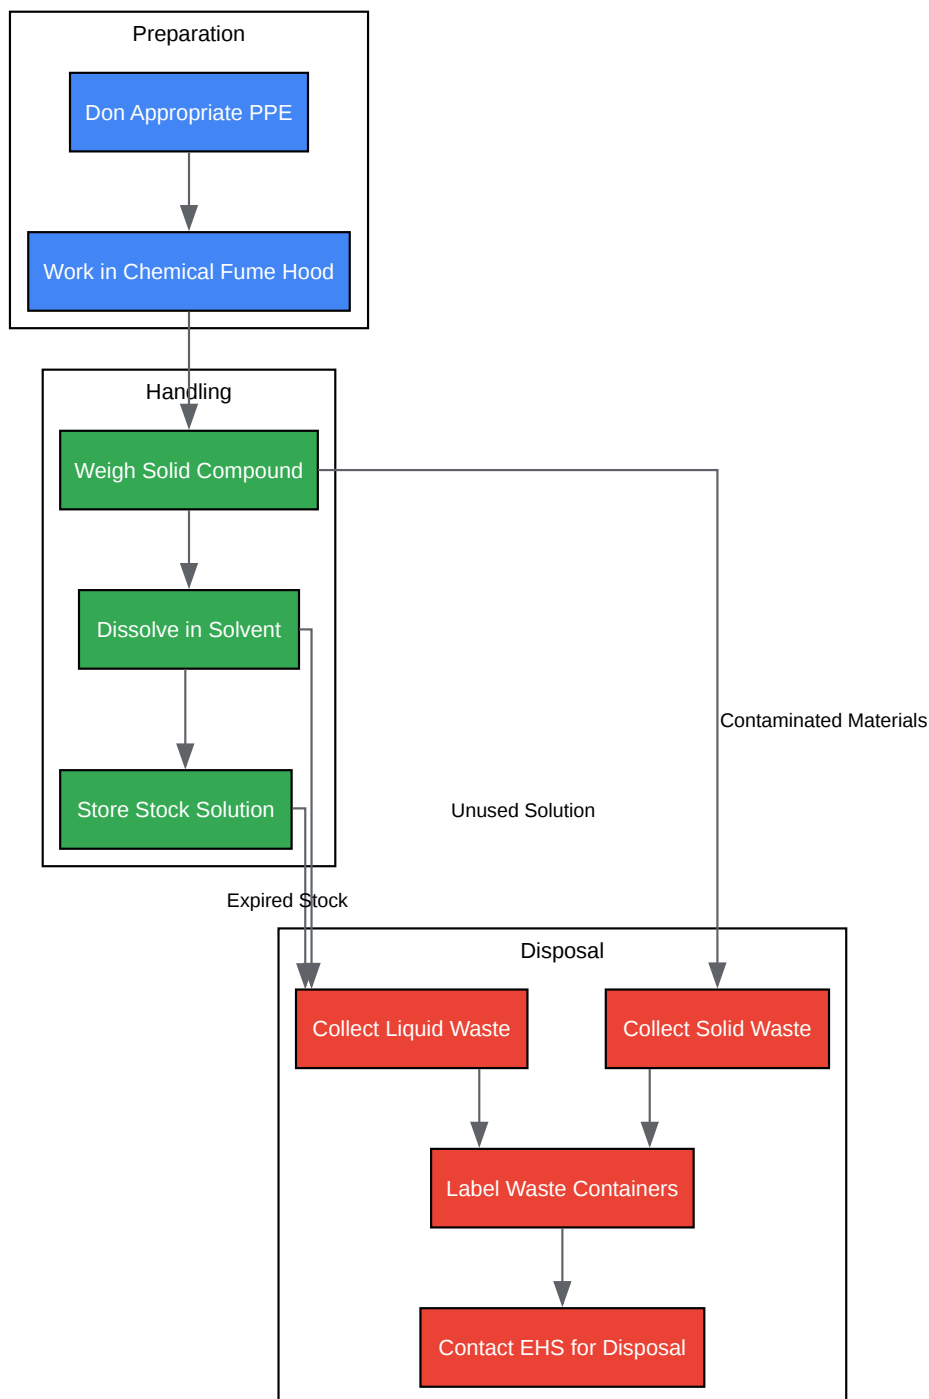 Preparation
Don Appropriate PPE
Work in Chemical Fume Hood
Handling
Weigh Solid Compound
Dissolve in Solvent
Contaminated Materials
Store Stock Solution
Unused Solution
Expired Stock
Disposal
Collect Liquid Waste
Collect Solid Waste
Label Waste Containers
Contact EHS for Disposal